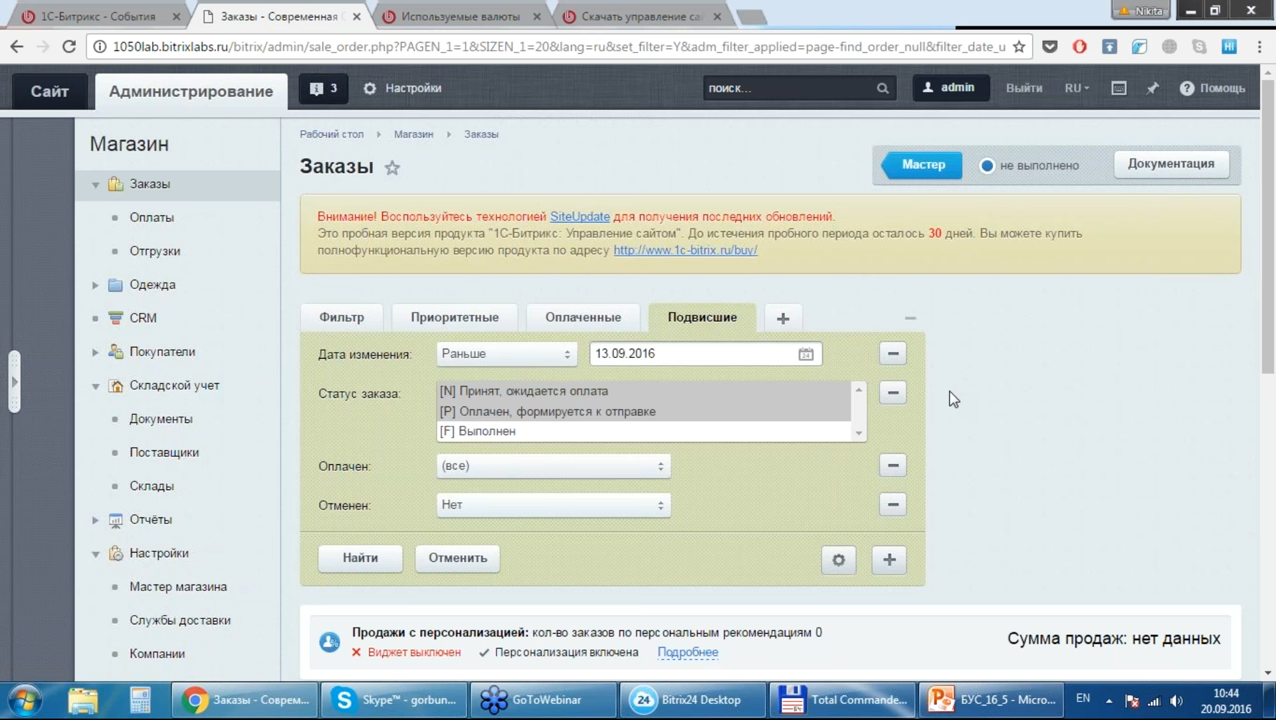 1С-Битрикс - События
Заказы - Современная
Используемые валюты
Скачать управление са
Nikita
1050lab.bitrixlabs.ru/bitrix/admin/sale_order.php?PAGEN_1=1&SIZEN_1=20&lang=ru&set_filter=Y&adm_filter_applied=page-find_order_null&filter_date_u
Сайт
Администрирование
3
Настройки
поиск...
admin
Выйти
RU
Помощь
Магазин
Заказы
Оплаты
Отгрузки
Одежда
CRM
Покупатели
Складской учет
Документы
Поставщики
Склады
Отчёты
Настройки
Мастер магазина
Службы доставки
Компании
Рабочий стол Магазин Заказы
Заказы
Мастер
не выполнено
Документация
Внимание! Воспользуйтесь технологией SiteUpdate для получения последних обновлений.
Это пробная версия продукта "1С-Битрикс: Управление сайтом". До истечения пробного периода осталось 30 дней. Вы можете купить
полнофункциональную версию продукта по адресу http://www.1c-bitrix.ru/buy/
Фильтр
Приоритетные
Оплаченные
Подвисшие
Дата изменения: Раньше 13.09.2016
Статус заказа: [N] Принят, ожидается оплата
[P] Оплачен, формируется к отправке
[F] Выполнен
Оплачен: (все)
Отменен: Нет
Найти
Отменить
Продажи с персонализацией: кол-во заказов по персональным рекомендациям 0
Виджет выключен Персонализация включена Подробнее
Сумма продаж: нет данных
Заказы - Соврем...
Skype™ - gorbun...
GoToWebinar
24 Bitrix24 Desktop
Total Commande...
БУС_16_5 - Micro...
EN
10:44
20.09.2016